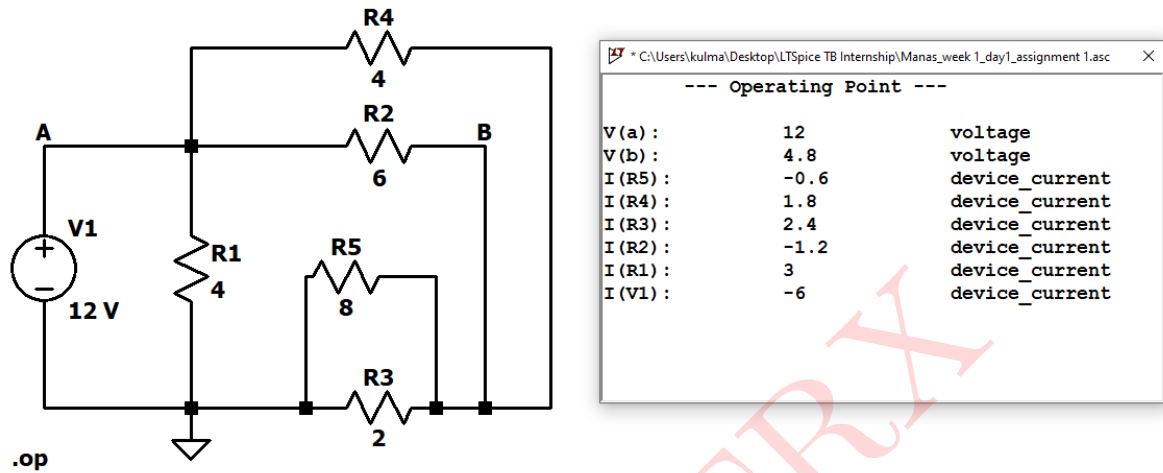 R4
4
R2
A
B
6
V1
R1
R5
4
12 V
8
R3
2
.op
* C:\Users\kulma\Desktop\LTSpice TB Internship\Manas_week 1_day1_assignment 1.asc
--- Operating Point ---
V(a): 12 voltage
V(b): 4.8 voltage
I(R5): -0.6 device_current
I(R4): 1.8 device_current
I(R3): 2.4 device_current
I(R2): -1.2 device_current
I(R1): 3 device_current
I(V1): -6 device_current